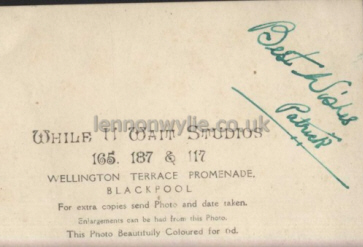 Best Wishes
Patrick
lennonwylie.co.uk
WHILE U WAIT STUDIOS
165, 187 & 117
WELLINGTON TERRACE PROMENADE,
BLACKPOOL
For extra copies send Photo and date taken.
Enlargements can be had from this Photo.
This Photo Beautifully Coloured for 6d.